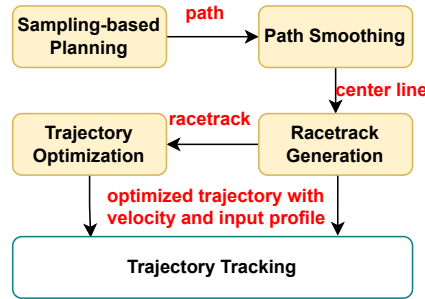 Sampling-based
Planning
path
Path Smoothing
center line
racetrack
Trajectory
Optimization
Racetrack
Generation
optimized trajectory with
velocity and input profile
Trajectory Tracking